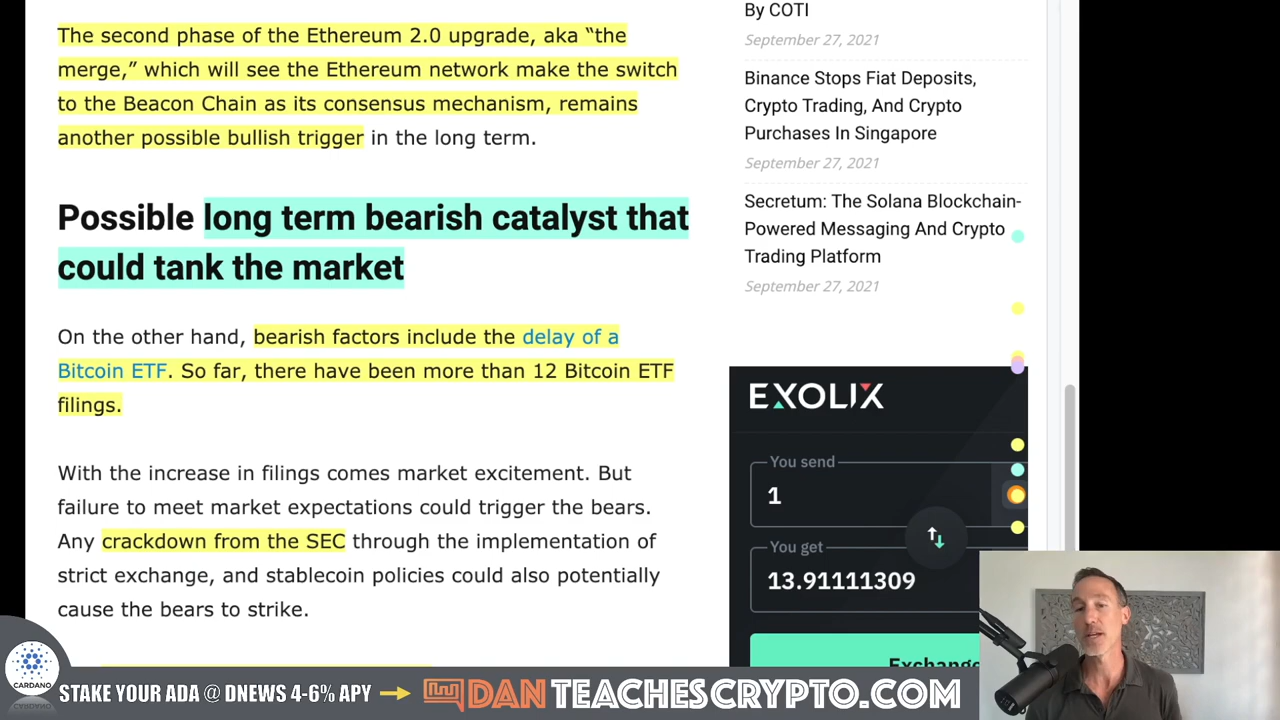 The second phase of the Ethereum 2.0 upgrade, aka “the
merge,” which will see the Ethereum network make the switch
to the Beacon Chain as its consensus mechanism, remains
another possible bullish trigger in the long term.
Possible long term bearish catalyst that
could tank the market
On the other hand, bearish factors include the delay of a
Bitcoin ETF. So far, there have been more than 12 Bitcoin ETF
filings.
With the increase in filings comes market excitement. But
failure to meet market expectations could trigger the bears.
Any crackdown from the SEC through the implementation of
strict exchange, and stablecoin policies could also potentially
cause the bears to strike.
By COTI
September 27, 2021
Binance Stops Fiat Deposits,
Crypto Trading, And Crypto
Purchases In Singapore
September 27, 2021
Secretum: The Solana Blockchain-
Powered Messaging And Crypto
Trading Platform
September 27, 2021
EXOLIX
You send
1
You get
13.91111309
Exchange
CARDANO
STAKE YOUR ADA @ DNEWS 4-6% APY
DANTEACHESCRYPTO.COM